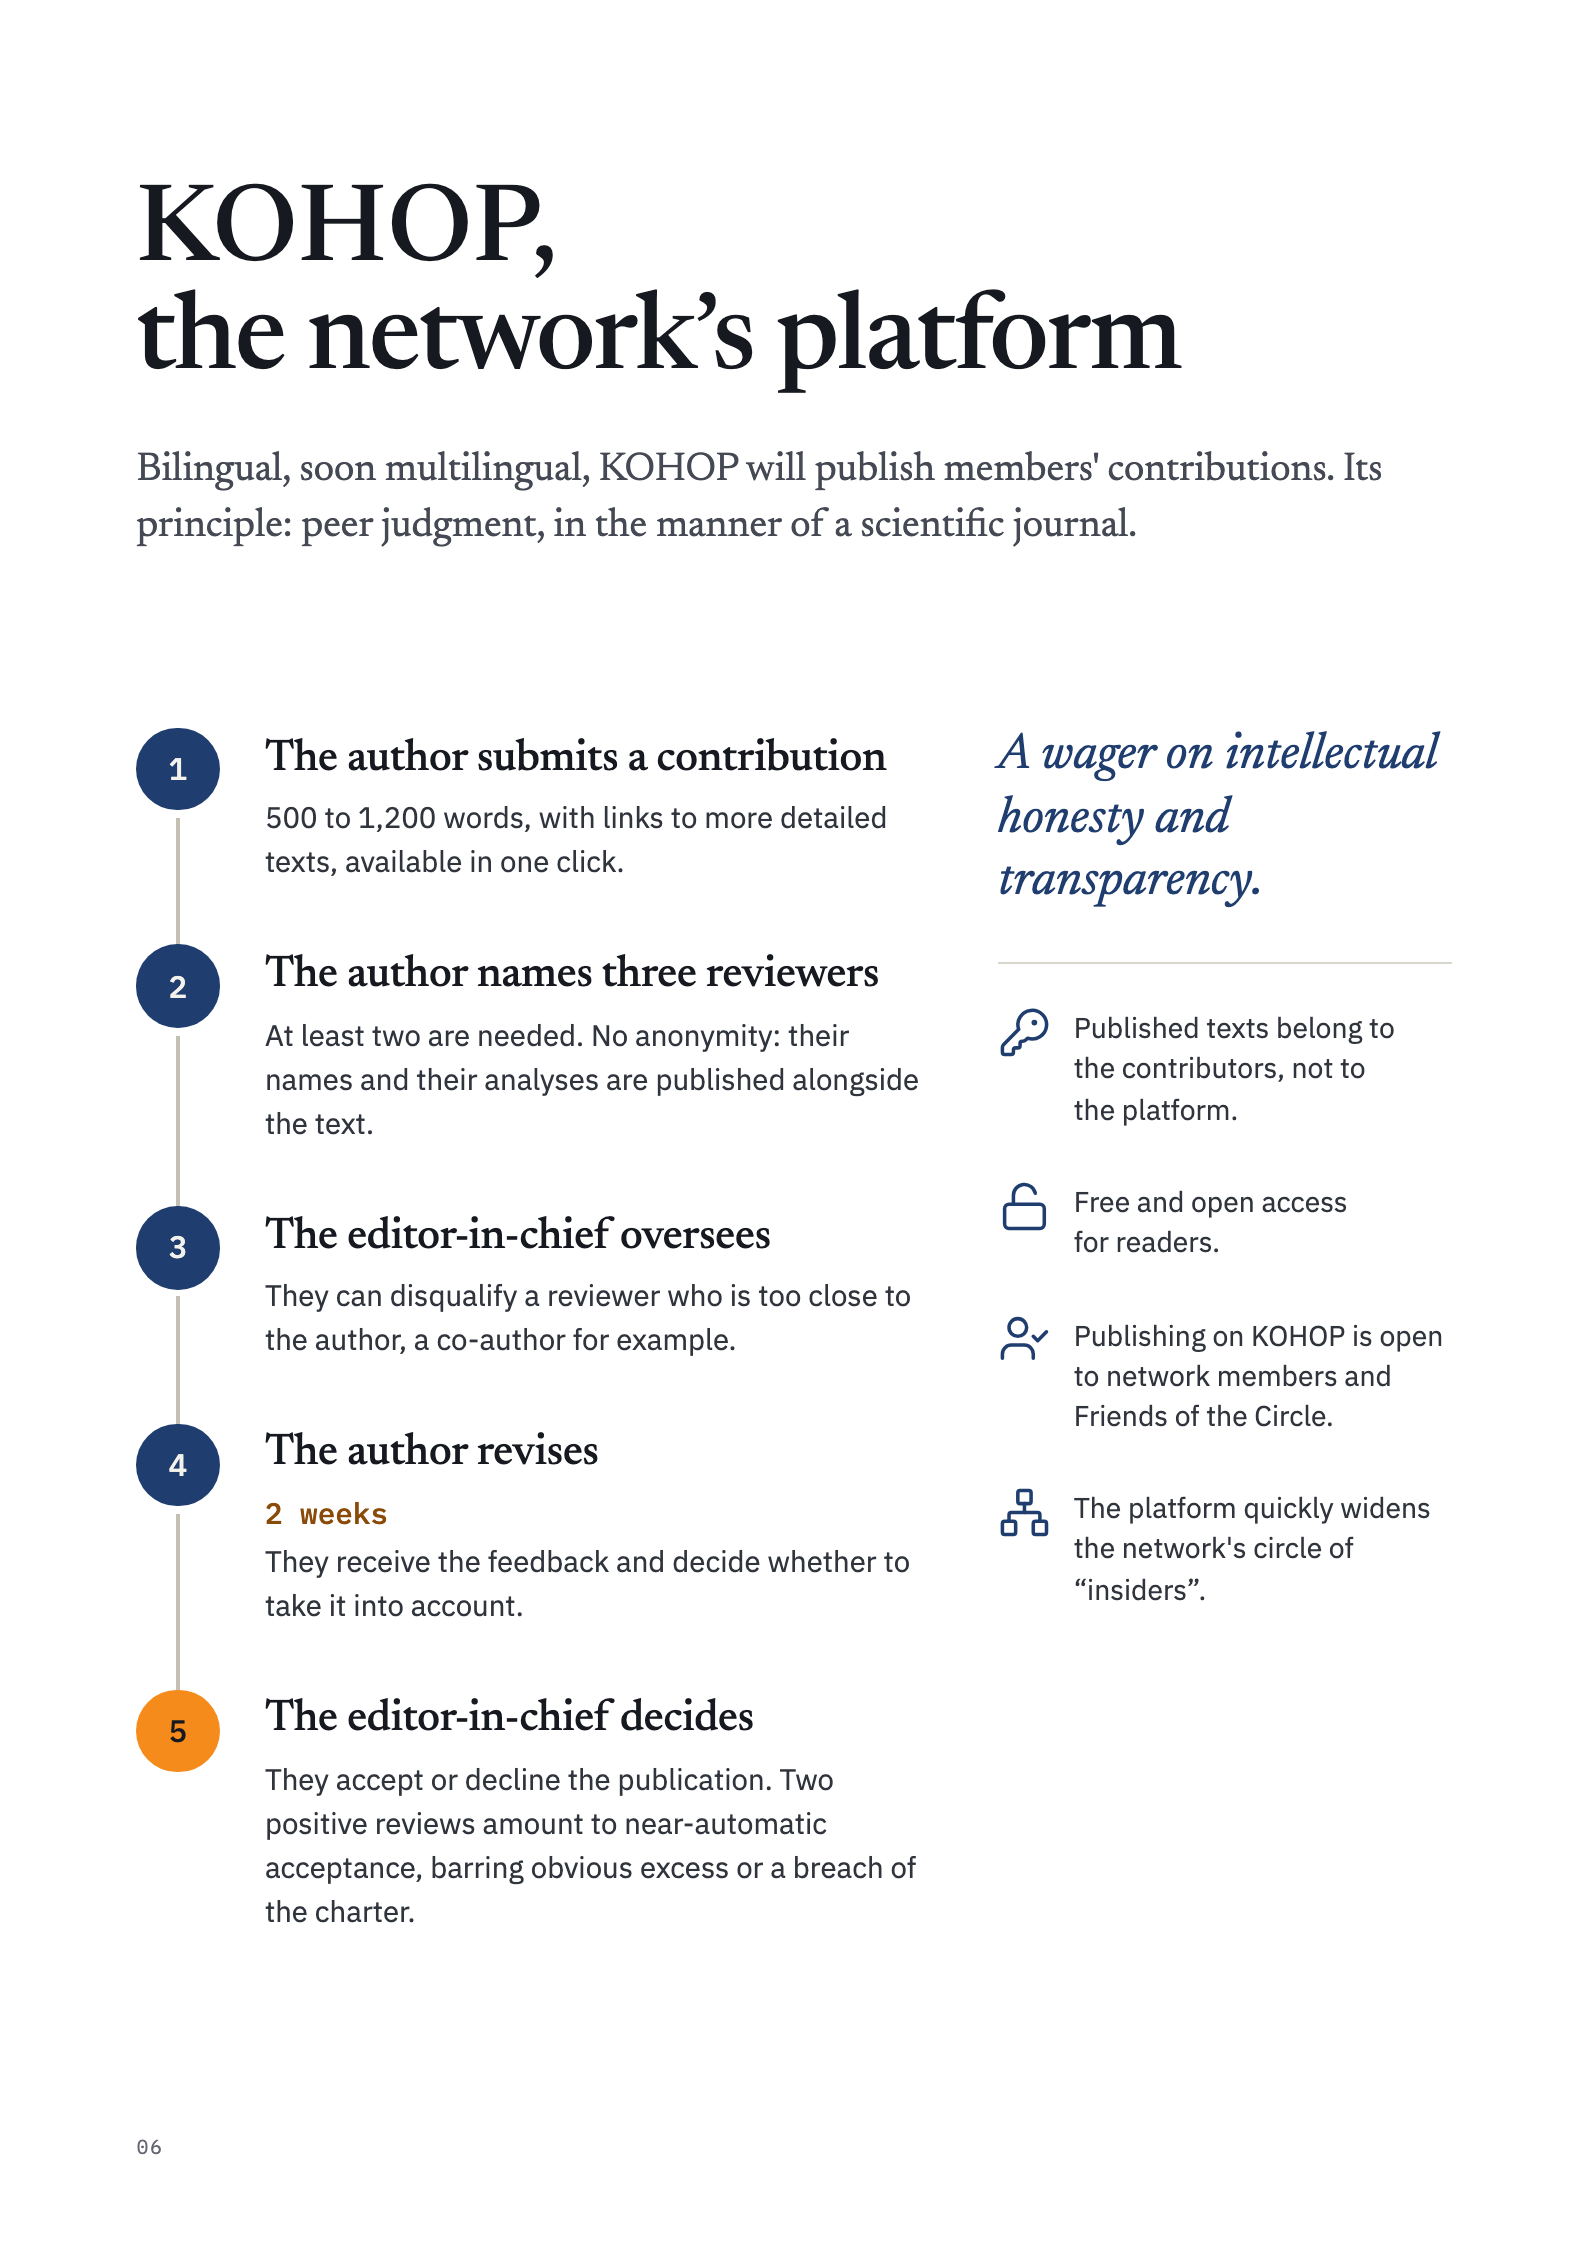 KOHOP,
the network’s platform
Bilingual, soon multilingual, KOHOP will publish members' contributions. Its
principle: peer judgment, in the manner of a scientific journal.
1
The author submits a contribution
500 to 1,200 words, with links to more detailed
texts, available in one click.
2
The author names three reviewers
At least two are needed. No anonymity: their
names and their analyses are published alongside
the text.
3
The editor-in-chief oversees
They can disqualify a reviewer who is too close to
the author, a co-author for example.
4
The author revises
2 weeks
They receive the feedback and decide whether to
take it into account.
5
The editor-in-chief decides
They accept or decline the publication. Two
positive reviews amount to near-automatic
acceptance, barring obvious excess or a breach of
the charter.
A wager on intellectual
honesty and
transparency.
Published texts belong to
the contributors, not to
the platform.
Free and open access
for readers.
Publishing on KOHOP is open
to network members and
Friends of the Circle.
The platform quickly widens
the network's circle of
“insiders”.
06